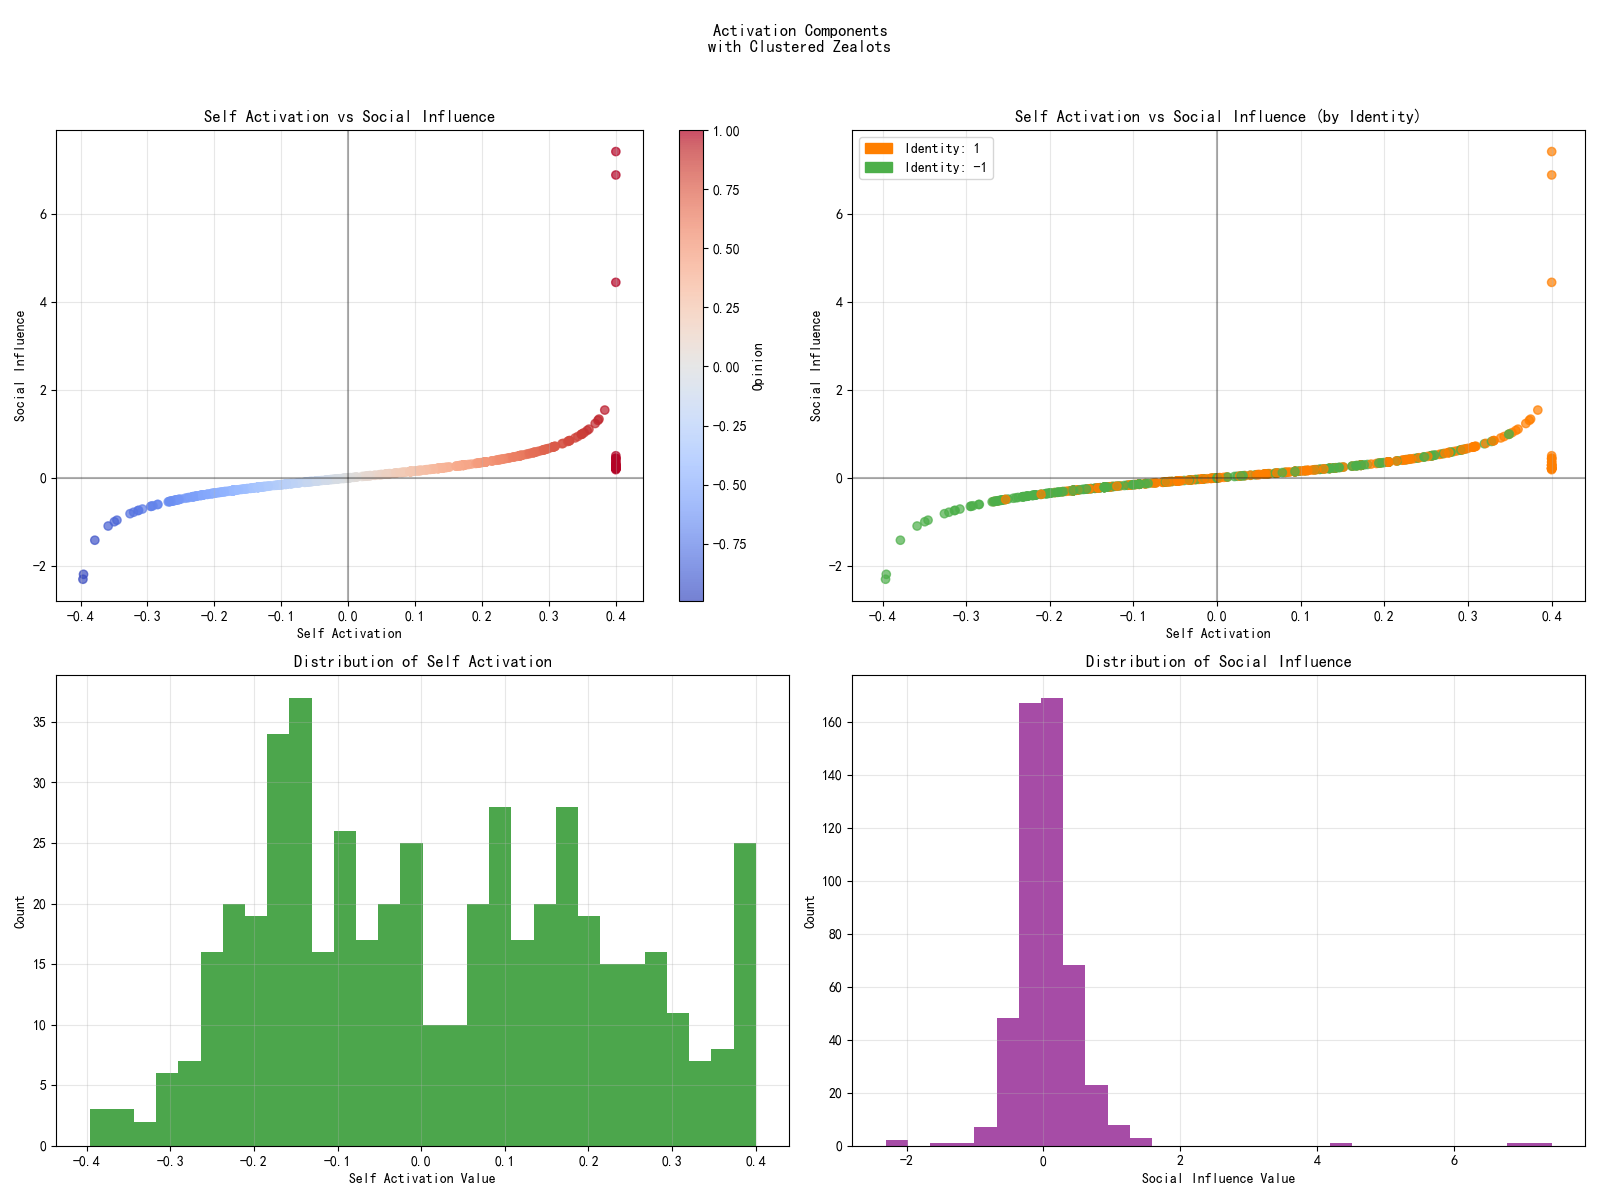 Activation Components
with Clustered Zealots
Self Activation vs Social Influence
Social Influence
6
4
2
0
−2
−0.4 −0.3 −0.2 −0.1 0.0 0.1 0.2 0.3 0.4
Self Activation
1.00
0.75
0.50
0.25
0.00
−0.25
−0.50
−0.75
Opinion
Self Activation vs Social Influence (by Identity)
Identity: 1
Identity: -1
Social Influence
6
4
2
0
−2
−0.4 −0.3 −0.2 −0.1 0.0 0.1 0.2 0.3 0.4
Self Activation
Distribution of Self Activation
Count
35
30
25
20
15
10
5
0
−0.4 −0.3 −0.2 −0.1 0.0 0.1 0.2 0.3 0.4
Self Activation Value
Distribution of Social Influence
Count
160
140
120
100
80
60
40
20
0
−2 0 2 4 6
Social Influence Value